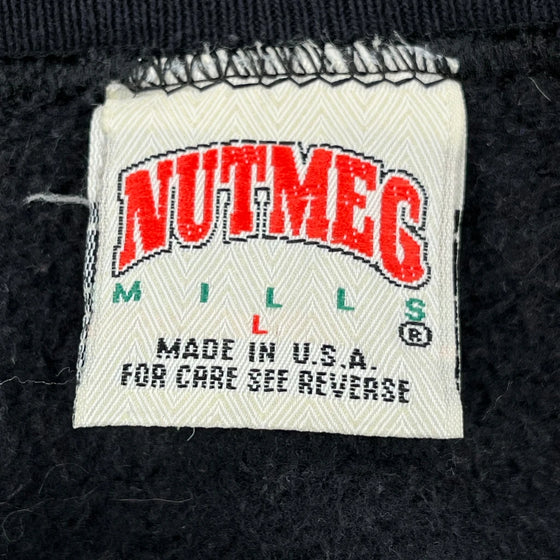 NUTMEG
MILLS
L ®
MADE IN U.S.A.
FOR CARE SEE REVERSE